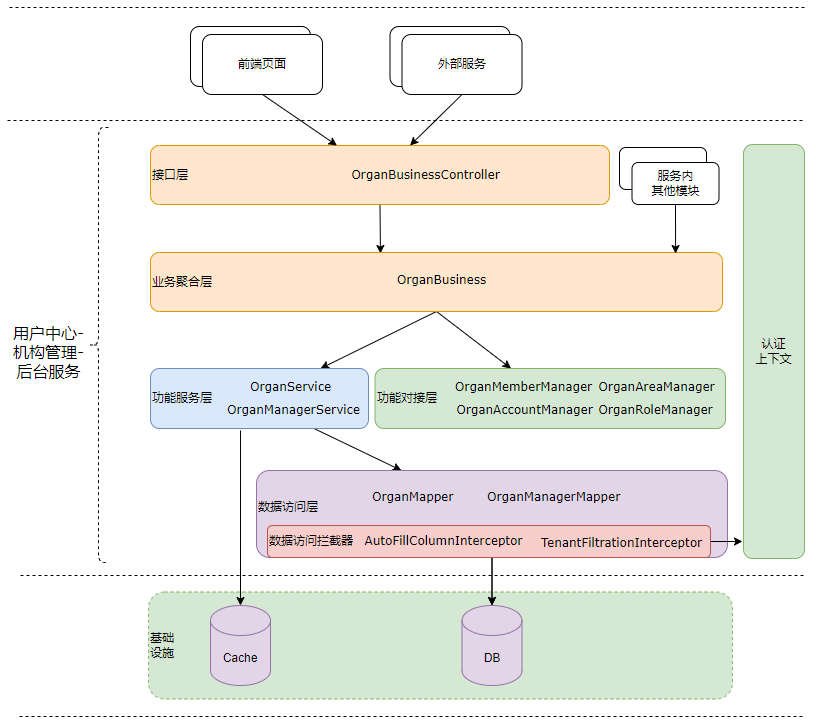 前端页面
外部服务
接口层
OrganBusinessController
服务内
其他模块
业务聚合层
OrganBusiness
用户中心-
机构管理-
后台服务
认证
上下文
功能服务层
OrganService
OrganManagerService
功能对接层
OrganMemberManager OrganAreaManager
OrganAccountManager OrganRoleManager
数据访问层
OrganMapper
OrganManagerMapper
数据访问拦截器
AutoFillColumnInterceptor
TenantFiltrationInterceptor
基础
设施
Cache
DB